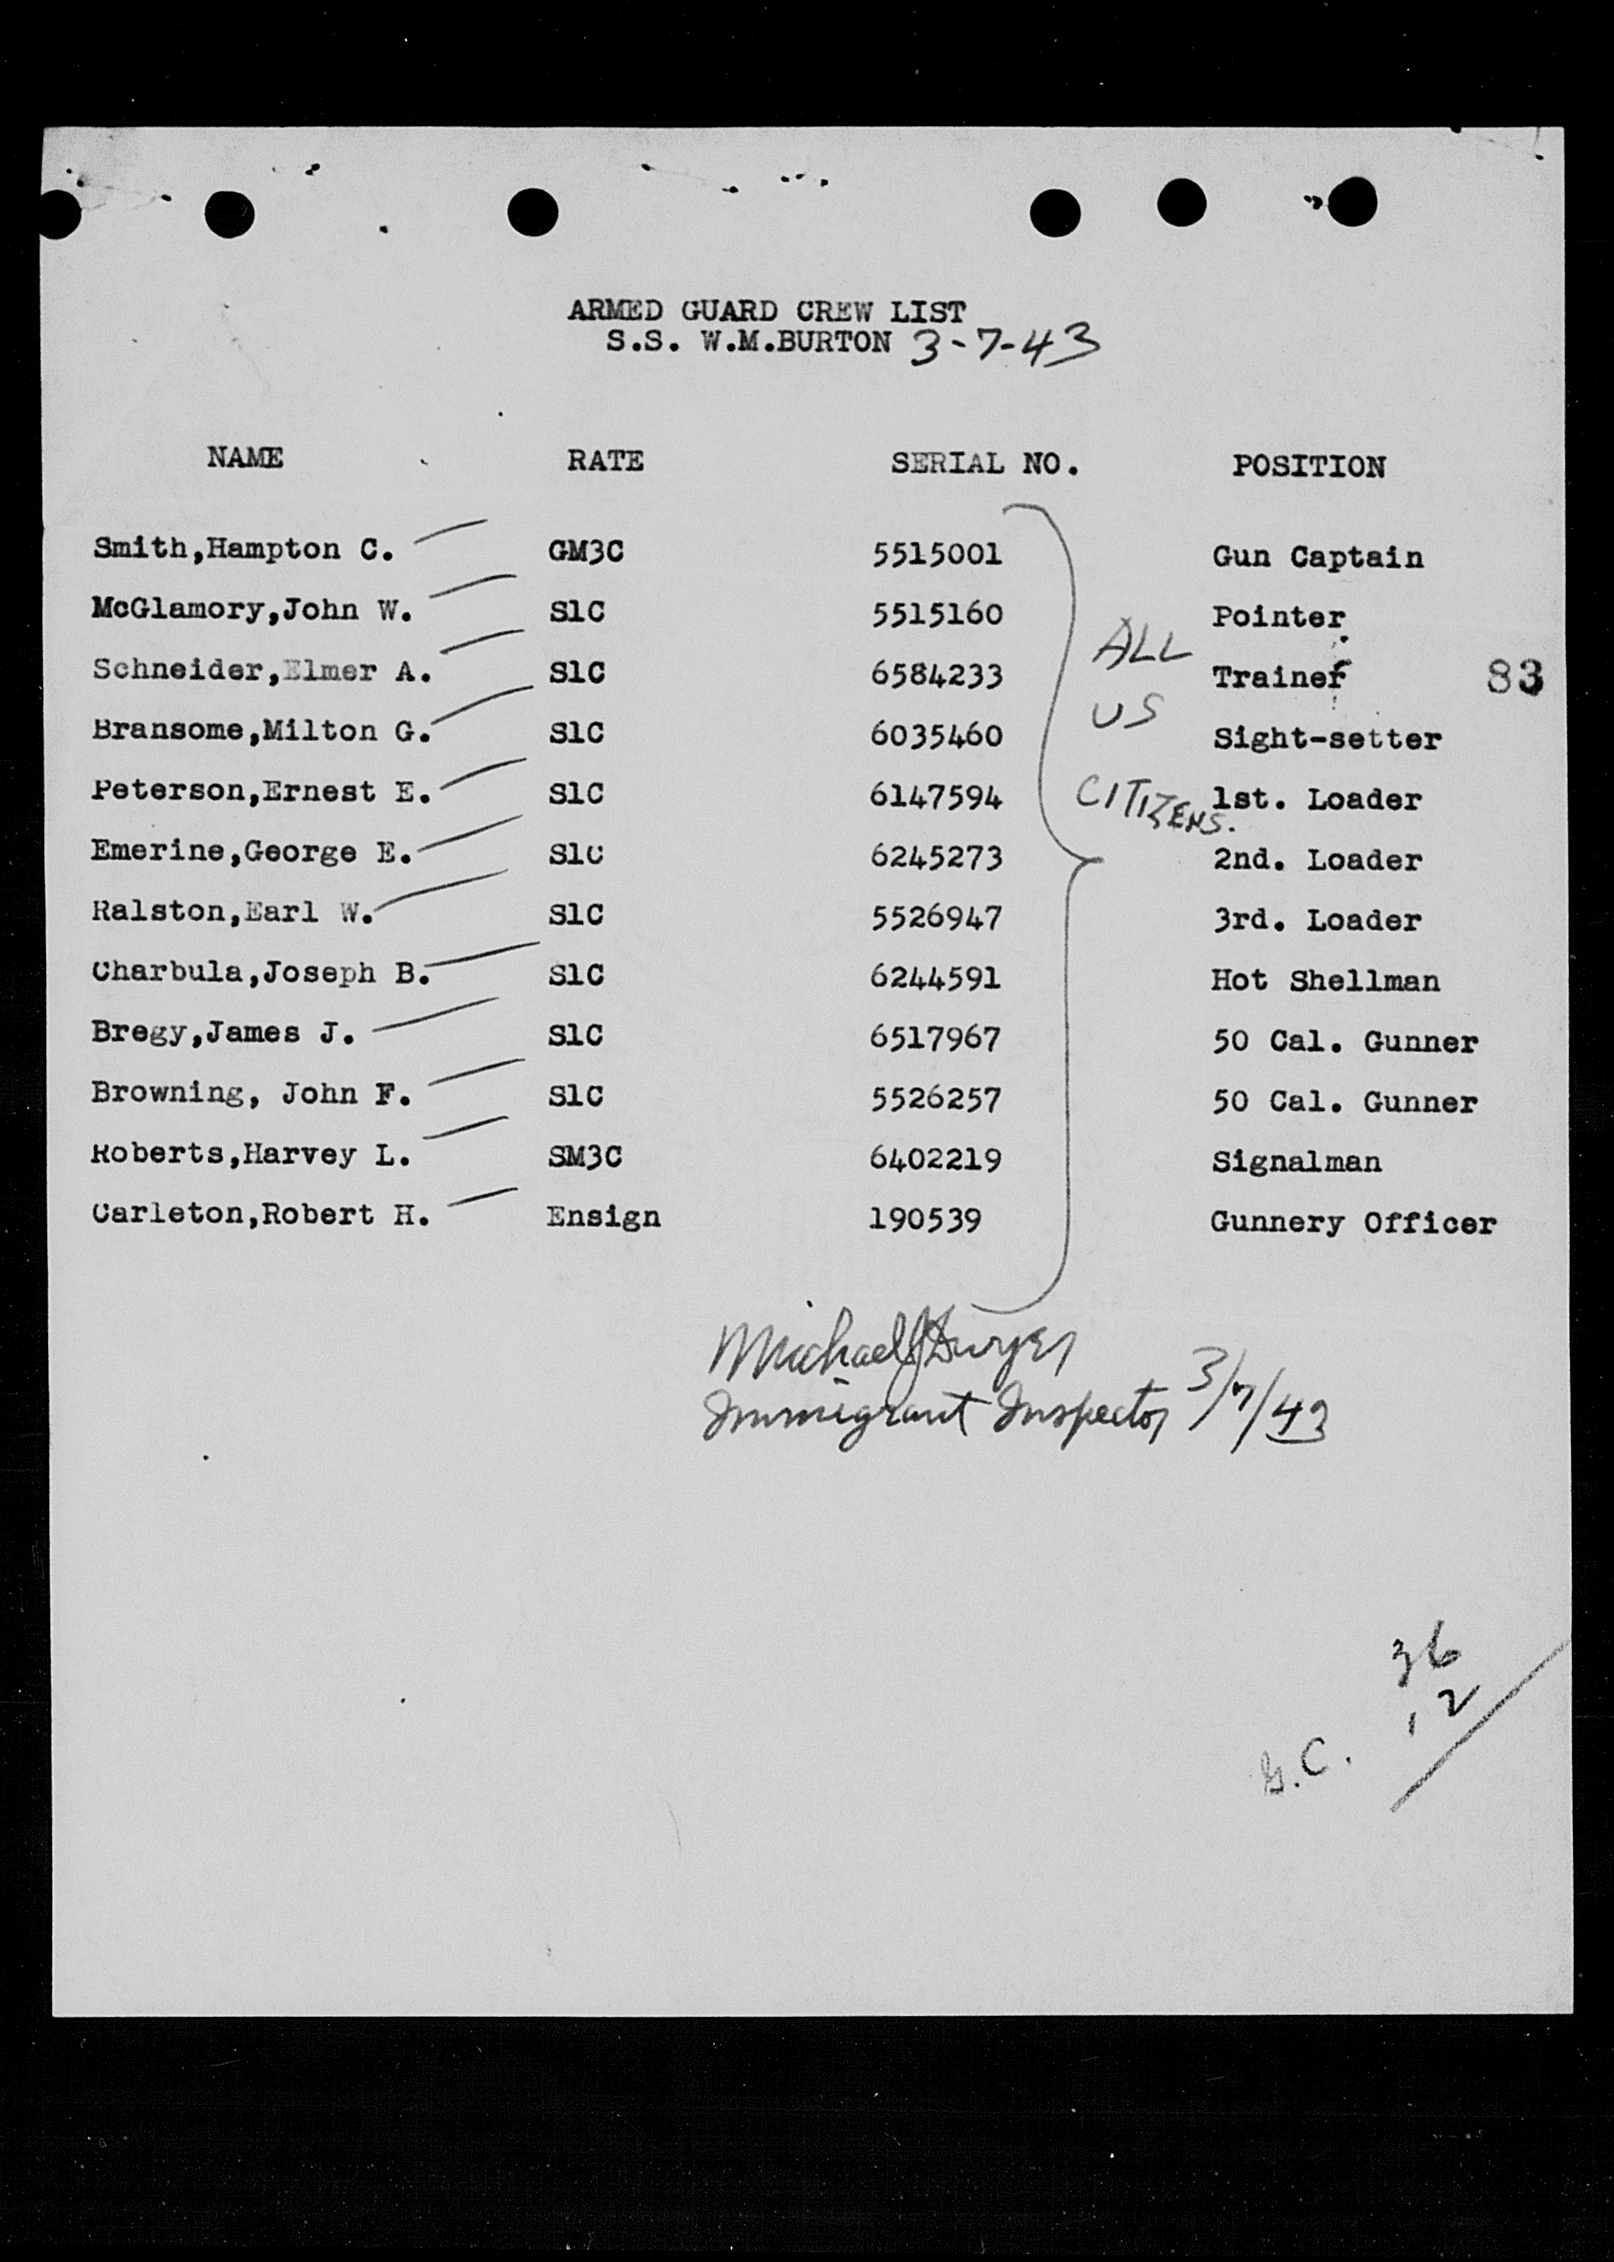 ARMED GUARD CREW LIST
S.S. W.M.BURTON 3-7-43
NAME RATE SERIAL NO. POSITION
Smith,Hampton C. GM3C 5515001 Gun Captain
McGlamory,John W. S1C 5515160 Pointer
ALL
Schneider,Elmer A. S1C 6584233 Trainer 83
US
Bransome,Milton G. S1C 6035460 Sight-setter
Peterson,Ernest E. S1C 6147594 1st. Loader
CITIZENS.
Emerine,George E. S1C 6245273 2nd. Loader
Ralston,Earl W. S1C 5526947 3rd. Loader
Charbula,Joseph B. S1C 6244591 Hot Shellman
Bregy,James J. S1C 6517967 50 Cal. Gunner
Browning, John F. S1C 5526257 50 Cal. Gunner
Roberts,Harvey L. SM3C 6402219 Signalman
Carleton,Robert H. Ensign 190539 Gunnery Officer
Michael J Dwyer
Immigrant Inspector 3/7/43
36
12
G.C.